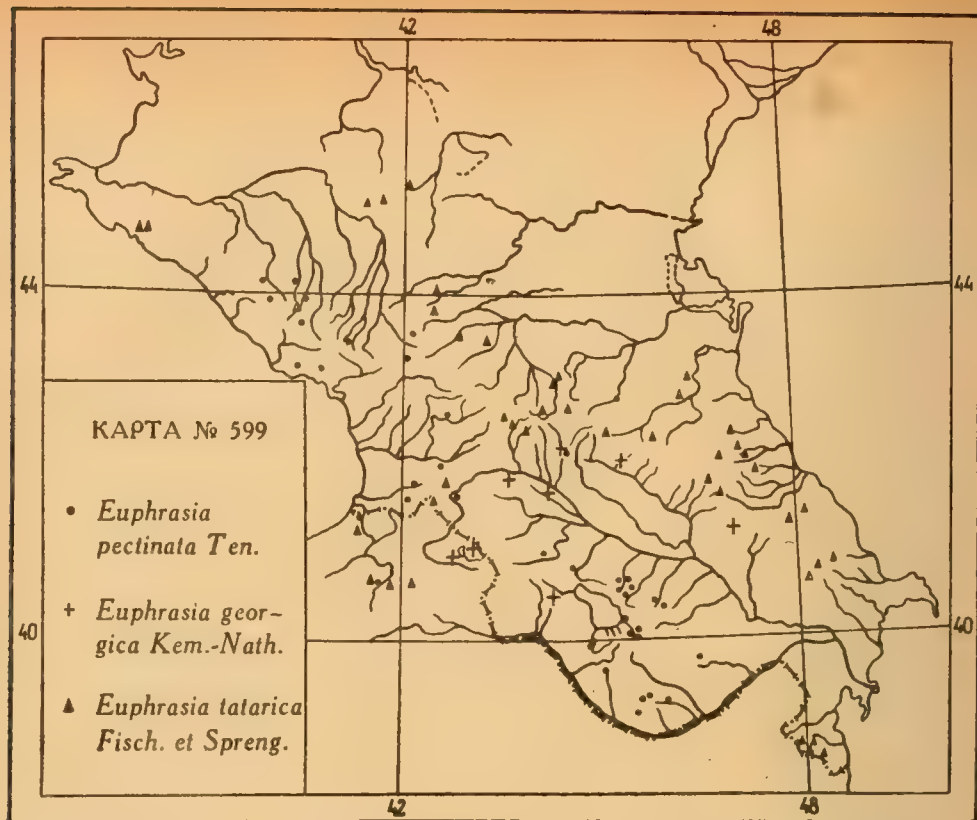 42 48
44 44
КАРТА № 599
Euphrasia
pectinata Ten.
Euphrasia geor-
gica Kem.-Nath.
Euphrasia tatarica
Fisch. et Spreng.
40 40
42 48